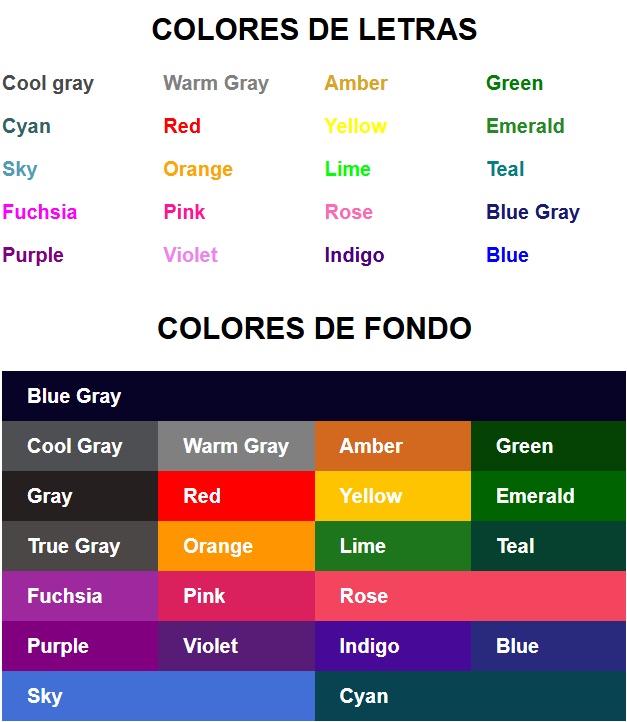 COLORES DE LETRAS
Cool gray Warm Gray Amber Green
Cyan Red Yellow Emerald
Sky Orange Lime Teal
Fuchsia Pink Rose Blue Gray
Purple Violet Indigo Blue
COLORES DE FONDO
Blue Gray
Cool Gray Warm Gray Amber Green
Gray Red Yellow Emerald
True Gray Orange Lime Teal
Fuchsia Pink Rose
Purple Violet Indigo Blue
Sky Cyan